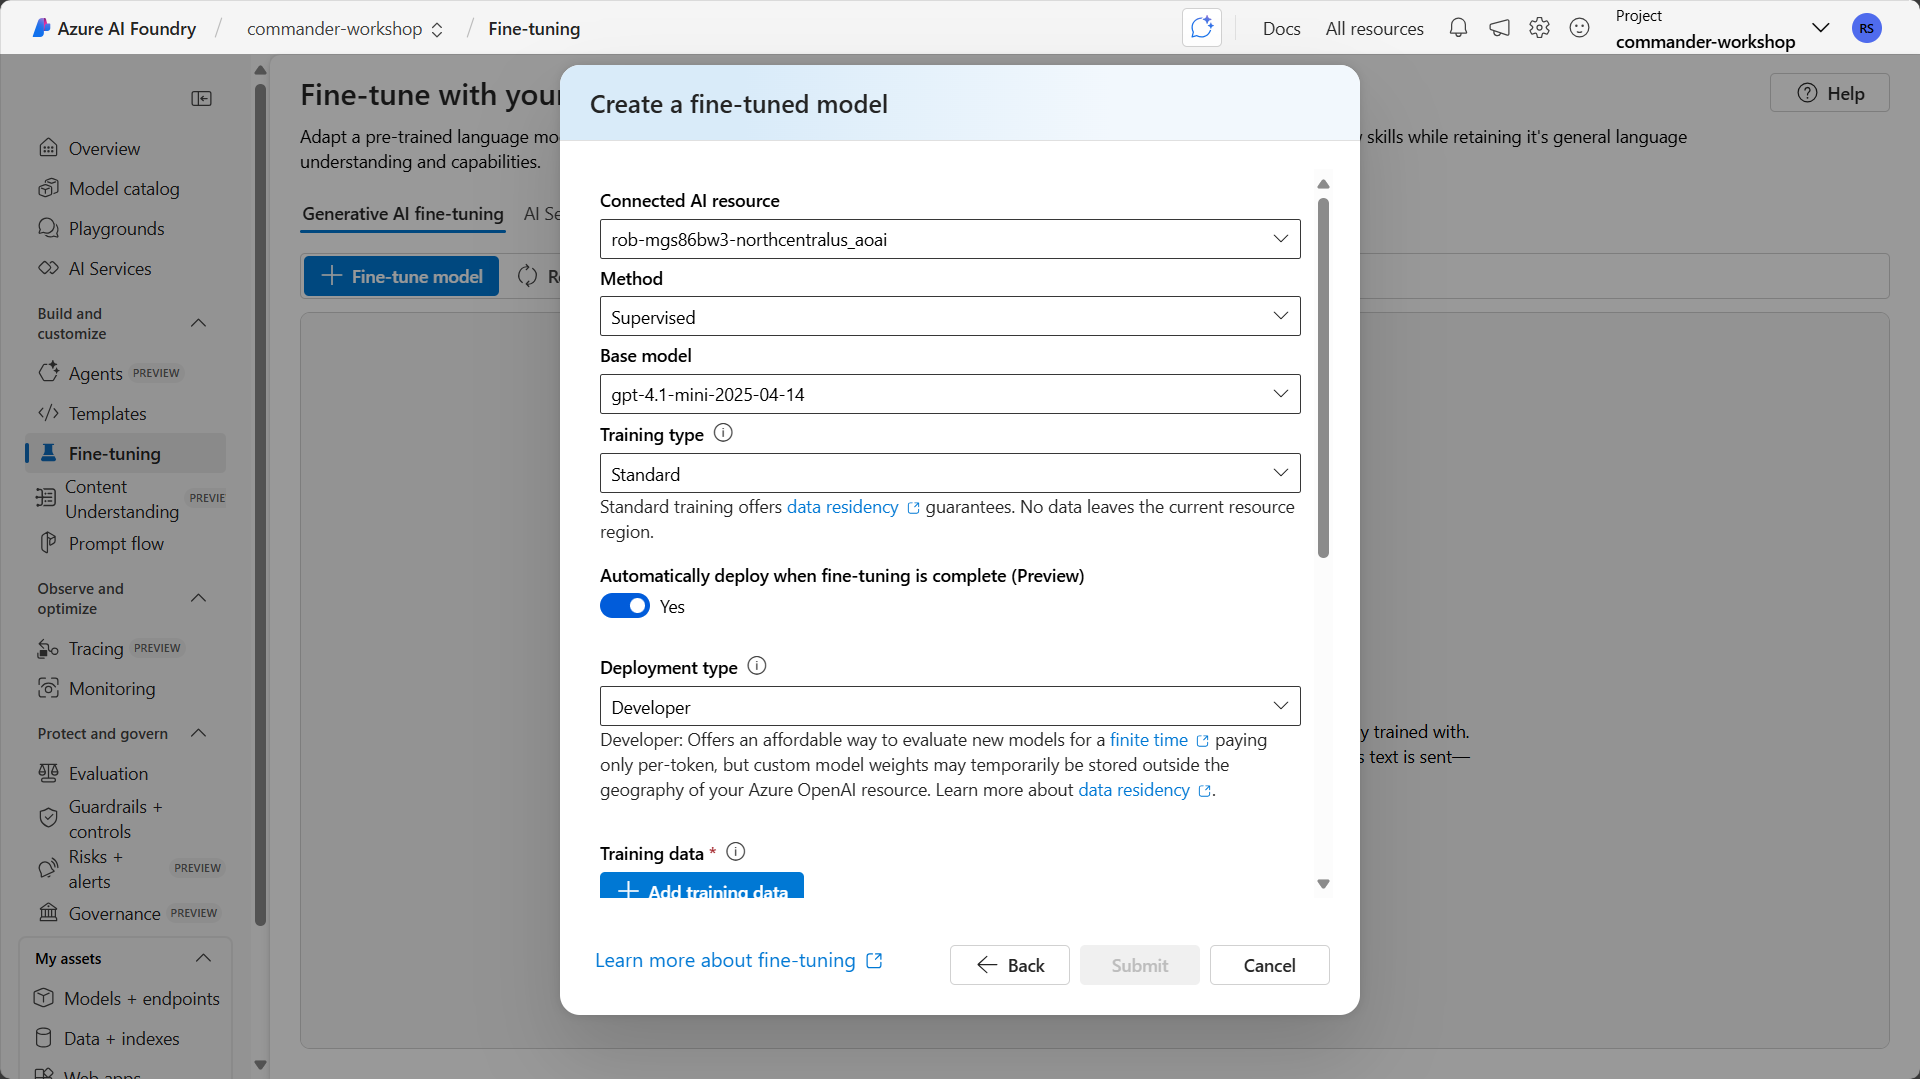 Azure AI Foundry / commander-workshop / Fine-tuning
Docs
All resources
Project
commander-workshop
RS
Overview
Model catalog
Playgrounds
AI Services
Build and
customize
Agents PREVIEW
Templates
Fine-tuning
Content
Understanding PREVIE
Prompt flow
Observe and
optimize
Tracing PREVIEW
Monitoring
Protect and govern
Evaluation
Guardrails +
controls
Risks +
alerts PREVIEW
Governance PREVIEW
My assets
Models + endpoints
Data + indexes
Web apps
Fine-tune with your
Help
Adapt a pre-trained language mo
skills while retaining it's general language
understanding and capabilities.
Generative AI fine-tuning
AI Se
Fine-tune model
y trained with.
s text is sent—
Create a fine-tuned model
Connected AI resource
rob-mgs86bw3-northcentralus_aoai
Method
Supervised
Base model
gpt-4.1-mini-2025-04-14
Training type
Standard
Standard training offers data residency guarantees. No data leaves the current resource
region.
Automatically deploy when fine-tuning is complete (Preview)
Yes
Deployment type
Developer
Developer: Offers an affordable way to evaluate new models for a finite time paying
only per-token, but custom model weights may temporarily be stored outside the
geography of your Azure OpenAI resource. Learn more about data residency .
Training data *
Add training data
Learn more about fine-tuning
Back
Submit
Cancel